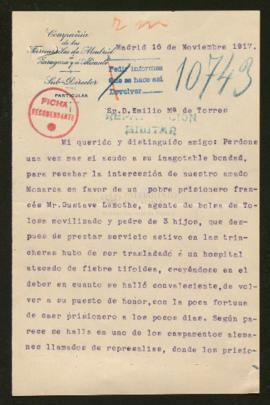 Compañía
de los
Ferrocarriles de Madrid
á
Zaragoza y á Alicante
Sub-Director
PARTICULAR
Madrid 16 de Noviembre 1917.
Pedir informes
que se hace así
Devolver
10743
FICHA
Sr.D.Emilio Mª de Torres
MILITAR
Mi querido y distinguido amigo: Perdone
una vez mas si acudo a su inagotable bondad,
para recabar la intercesión de nuestro amado
Monarca en favor de un pobre prisionero fran-
cés Mr.Gustave Lamothe, agente de bolsa de To-
losa movilizado y padre de 3 hijos, que des-
pues de prestar servicio activo en las trin-
cheras hubo de ser trasladado á un hospital
atacado de fiebre tifoidea, creyéndose en el
deber en cuanto se halló convaleciente,de vol-
ver a su puesto de honor,con la poca fortuna
de caer prisionero a los pocos dias. Según
parece se halla en uno de los campamentos alema-
nes llamados de represalias, donde los prisio-